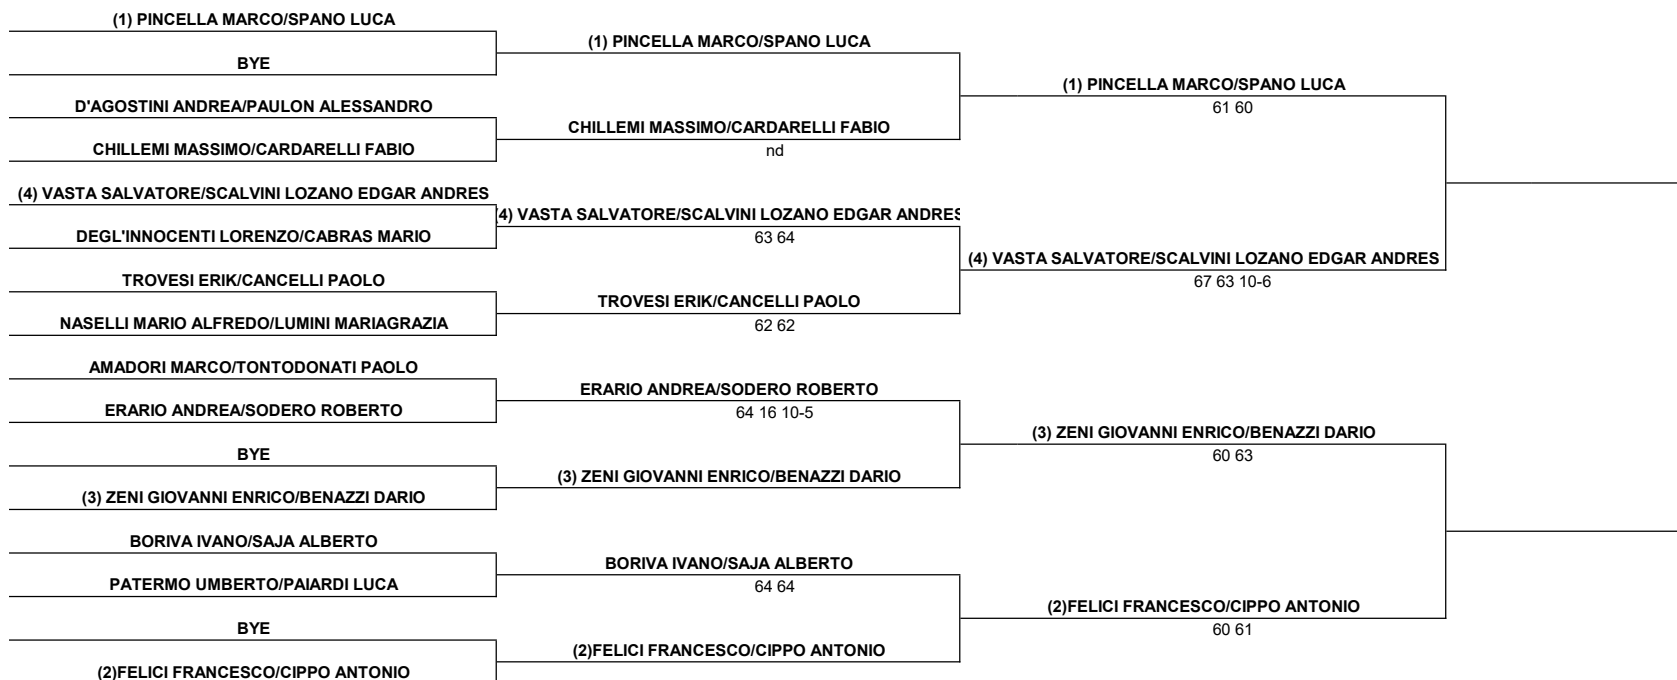 (1) PINCELLA MARCO/SPANO LUCA
BYE
D'AGOSTINI ANDREA/PAULON ALESSANDRO
CHILLEMI MASSIMO/CARDARELLI FABIO
(4) VASTA SALVATORE/SCALVINI LOZANO EDGAR ANDRES
DEGL'INNOCENTI LORENZO/CABRAS MARIO
TROVESI ERIK/CANCELLI PAOLO
NASELLI MARIO ALFREDO/LUMINI MARIAGRAZIA
AMADORI MARCO/TONTODONATI PAOLO
ERARIO ANDREA/SODERO ROBERTO
BYE
(3) ZENI GIOVANNI ENRICO/BENAZZI DARIO
BORIVA IVANO/SAJA ALBERTO
PATERMO UMBERTO/PAIARDI LUCA
BYE
(2)FELICI FRANCESCO/CIPPO ANTONIO
(1) PINCELLA MARCO/SPANO LUCA
CHILLEMI MASSIMO/CARDARELLI FABIO
nd
(4) VASTA SALVATORE/SCALVINI LOZANO EDGAR ANDRES
63 64
TROVESI ERIK/CANCELLI PAOLO
62 62
ERARIO ANDREA/SODERO ROBERTO
64 16 10-5
(3) ZENI GIOVANNI ENRICO/BENAZZI DARIO
BORIVA IVANO/SAJA ALBERTO
64 64
(2)FELICI FRANCESCO/CIPPO ANTONIO
(1) PINCELLA MARCO/SPANO LUCA
61 60
(4) VASTA SALVATORE/SCALVINI LOZANO EDGAR ANDRES
67 63 10-6
(3) ZENI GIOVANNI ENRICO/BENAZZI DARIO
60 63
(2)FELICI FRANCESCO/CIPPO ANTONIO
60 61